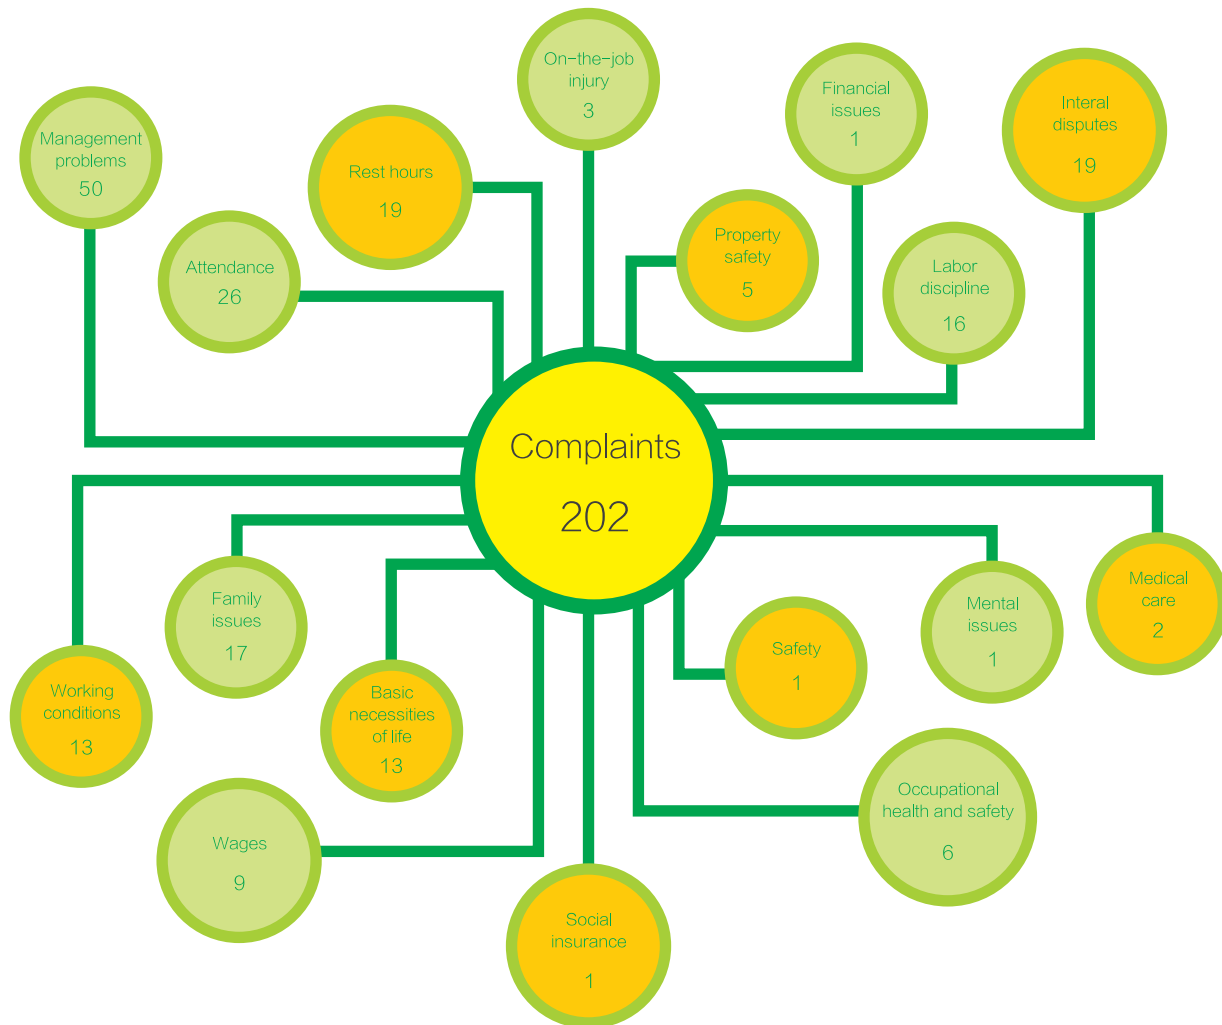 On-the-job
injury
3
Financial
issues
1
Interal
disputes
19
Management
problems
50
Rest hours
19
Property
safety
5
Labor
discipline
16
Attendance
26
Complaints
202
Family
issues
17
Working
conditions
13
Basic
necessities
of life
13
Safety
1
Mental
issues
1
Medical
care
2
Wages
9
Social
insurance
1
Occupational
health and safety
6